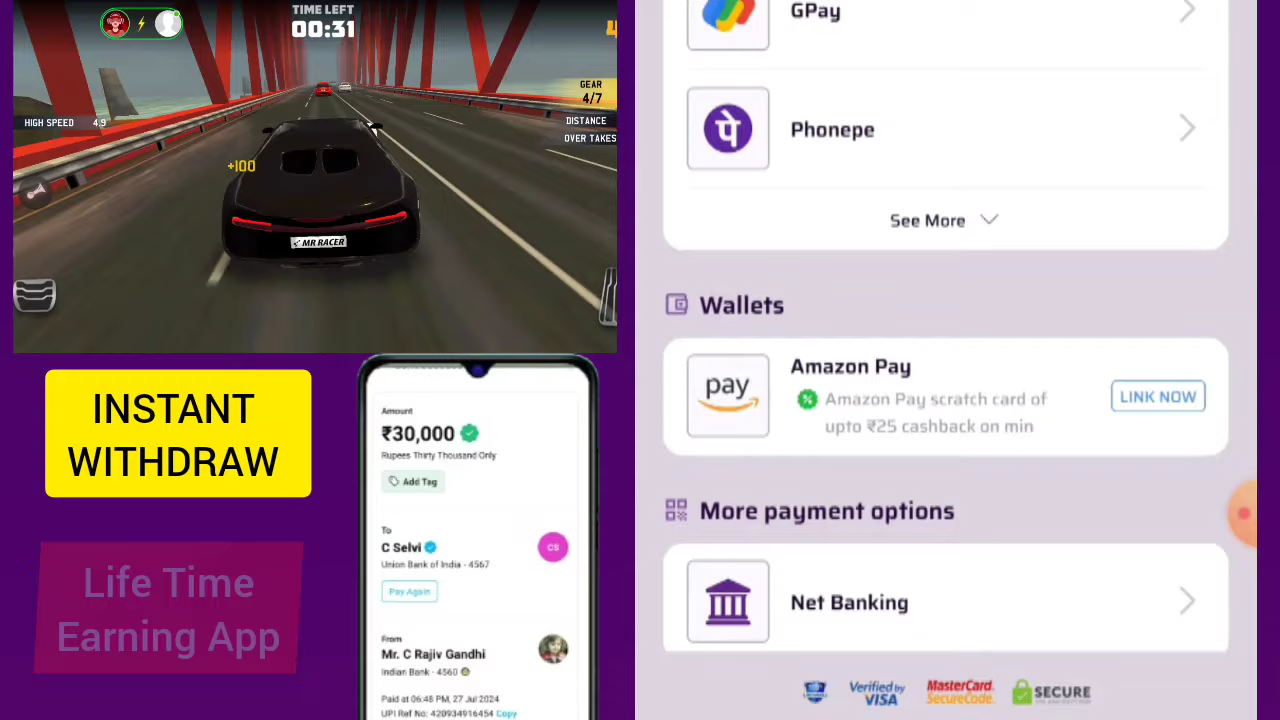 TIME LEFT
00:31
GEAR
4/7
HIGH SPEED 4.9
DISTANCE
OVER TAKES
+100
MR RACER
INSTANT
WITHDRAW
Life Time
Earning App
Amount
₹30,000
Rupees Thirty Thousand Only
Add Tag
To
C Selvi
CS
Union Bank of India - 4567
Pay Again
From
Mr. C Rajiv Gandhi
Indian Bank - 4560
Paid at 06:48 PM, 27 Jul 2024
UPI Ref No: 420934916454 Copy
GPay
पे
Phonepe
See More
Wallets
pay
Amazon Pay
Amazon Pay scratch card of
upto ₹25 cashback on min
LINK NOW
More payment options
Net Banking
Verified by
VISA
MasterCard.
SecureCode.
SECURE